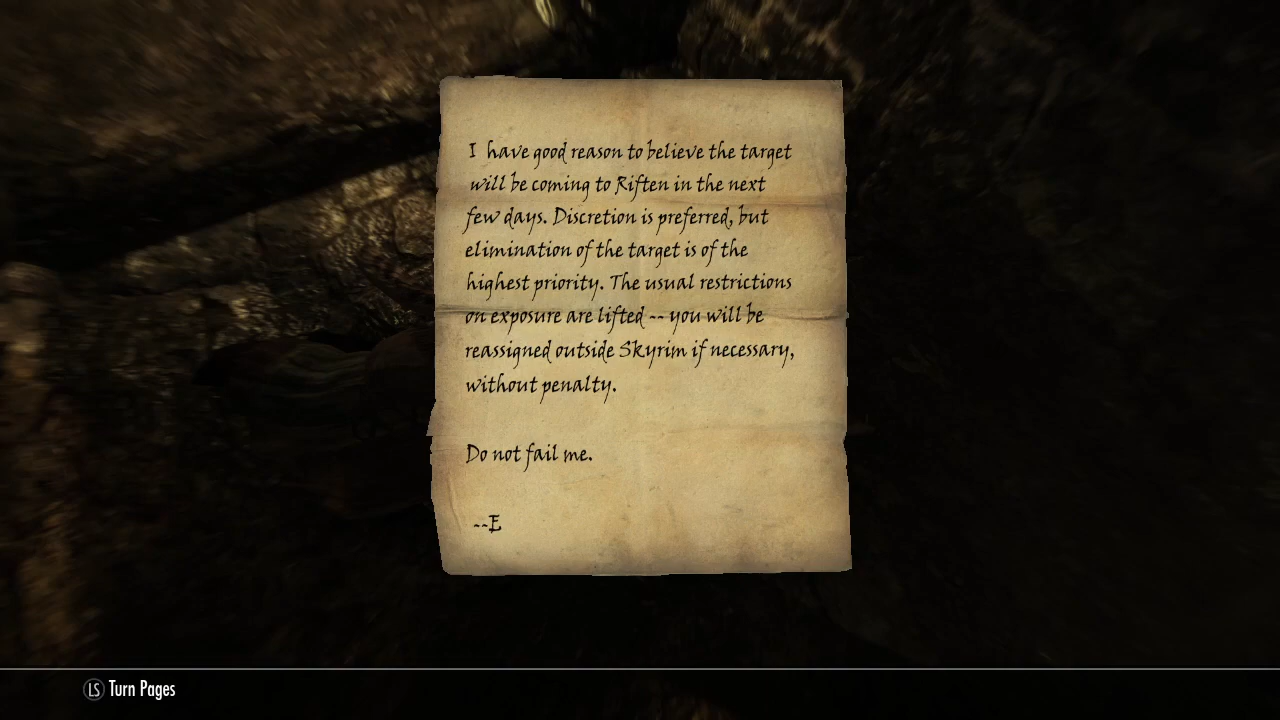 I have good reason to believe the target
will be coming to Riften in the next
few days. Discretion is preferred, but
elimination of the target is of the
highest priority. The usual restrictions
on exposure are lifted -- you will be
reassigned outside Skyrim if necessary,
without penalty.
Do not fail me.
--E
LS Turn Pages